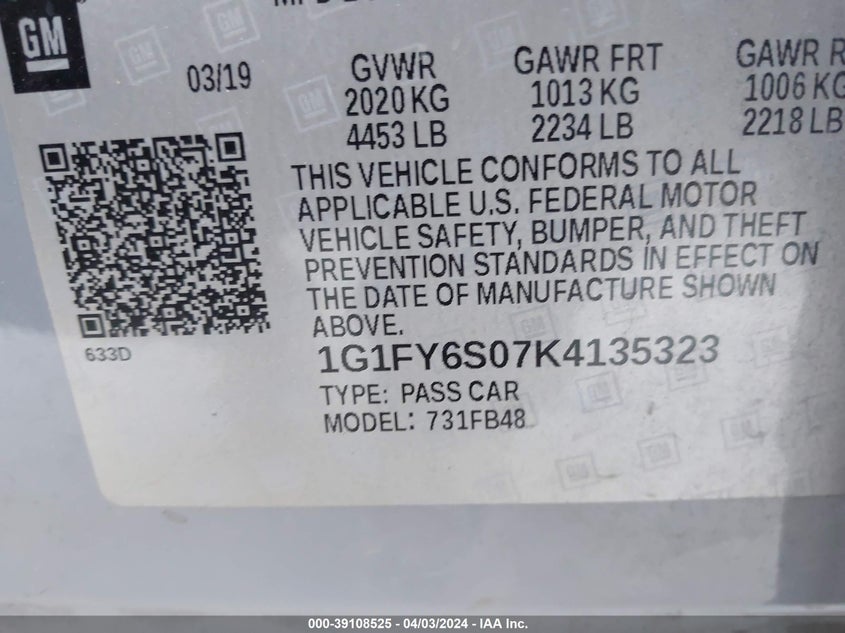 GM
03/19
GVWR
2020 KG
4453 LB
GAWR FRT
1013 KG
2234 LB
GAWR
1006 KG
2218 LB
THIS VEHICLE CONFORMS TO ALL
APPLICABLE U.S. FEDERAL MOTOR
VEHICLE SAFETY, BUMPER, AND THEFT
PREVENTION STANDARDS IN EFFECT ON
THE DATE OF MANUFACTURE SHOWN
ABOVE.
633D
1G1FY6S07K4135323
TYPE: PASS CAR
MODEL: 731FB48
000-39108525 - 04/03/2024 - IAA Inc.